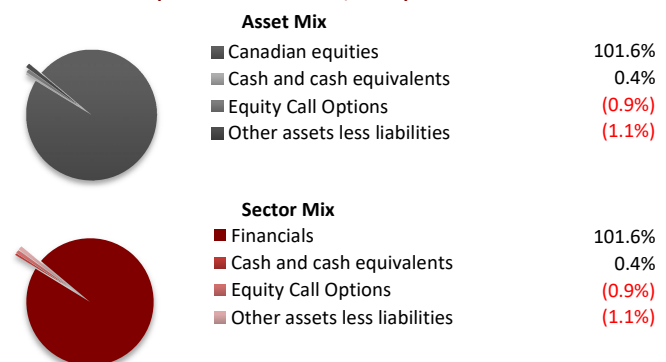 Asset Mix
Canadian equities 101.6%
Cash and cash equivalents 0.4%
Equity Call Options (0.9%)
Other assets less liabilities (1.1%)
Sector Mix
Financials 101.6%
Cash and cash equivalents 0.4%
Equity Call Options (0.9%)
Other assets less liabilities (1.1%)